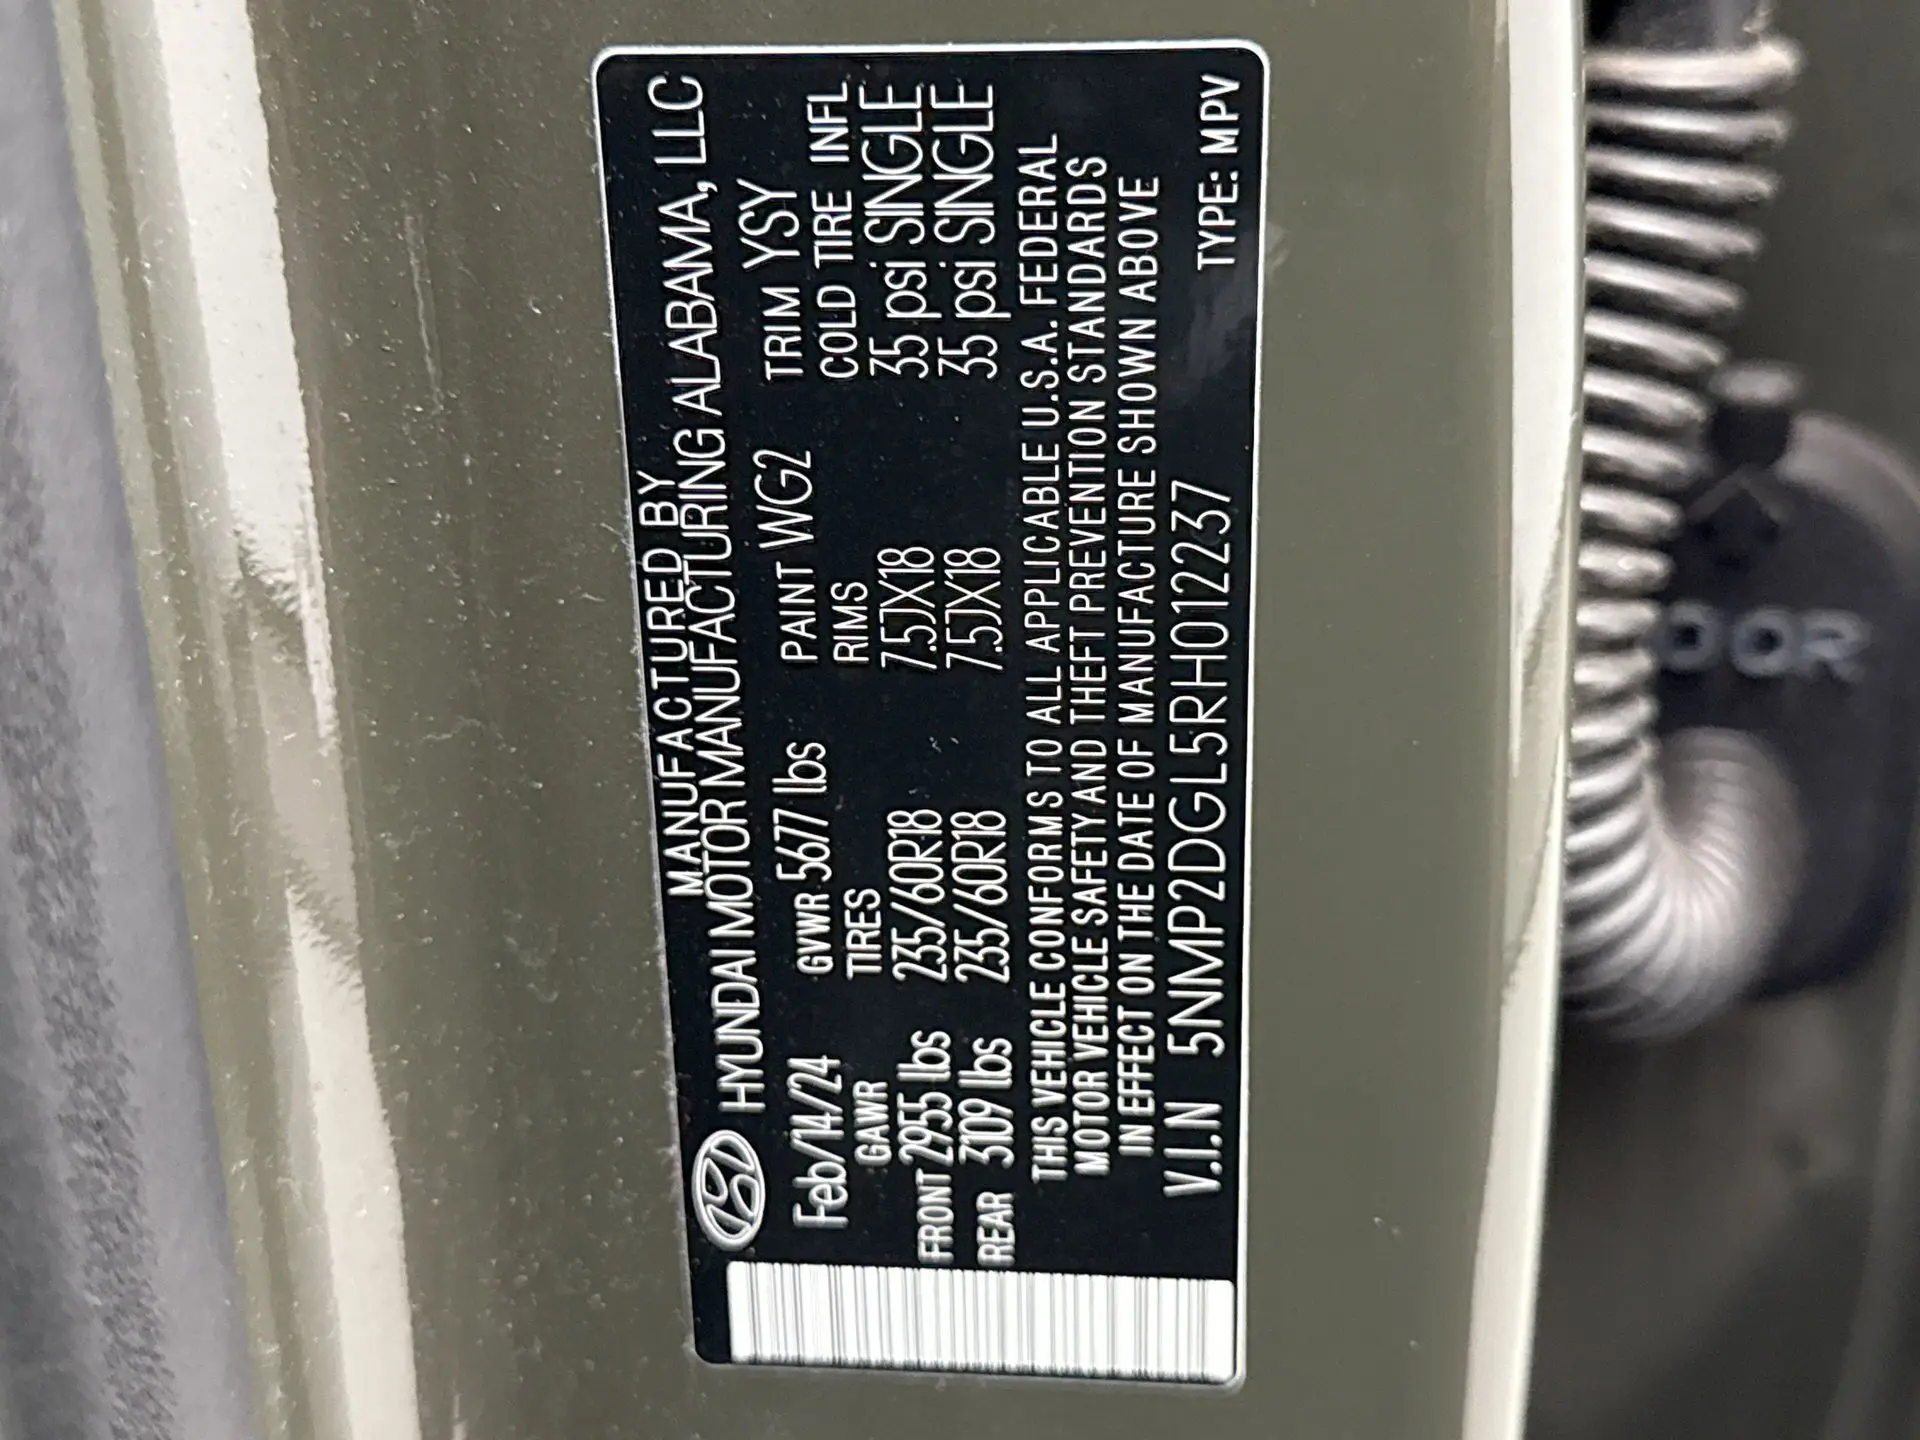 MANUFACTURED BY
HYUNDAI MOTOR MANUFACTURING ALABAMA, LLC
Feb/14/24 GVWR 5677 lbs PAINT WG2 TRIM YSY
GAWR TIRES RIMS COLD TIRE INFL
FRONT 2955 lbs 235/60R18 7.5JX18 35 psi SINGLE
REAR 3109 lbs 235/60R18 7.5JX18 35 psi SINGLE
THIS VEHICLE CONFORMS TO ALL APPLICABLE U.S.A. FEDERAL
MOTOR VEHICLE SAFETY AND THEFT PREVENTION STANDARDS
IN EFFECT ON THE DATE OF MANUFACTURE SHOWN ABOVE
V.I.N 5NMP2DGL5RH012237 TYPE: MPV